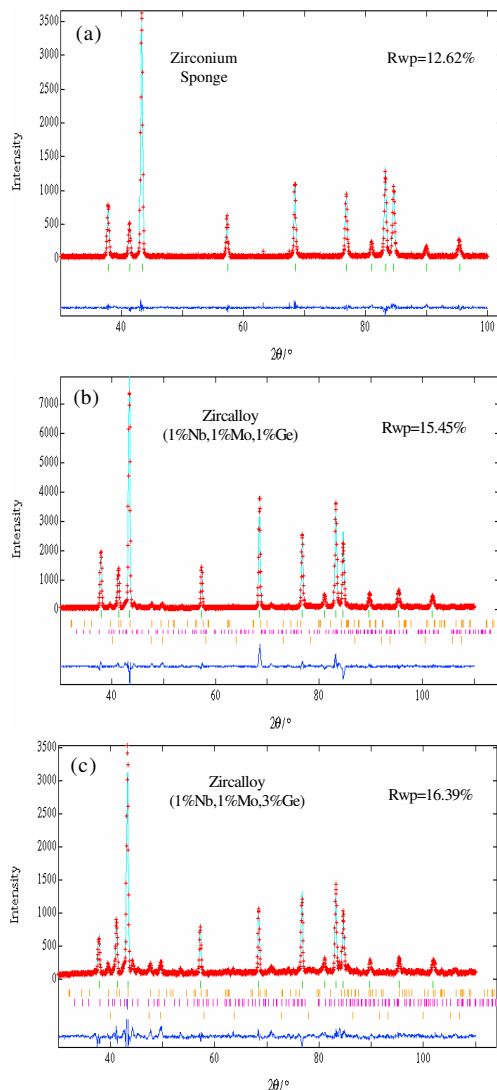 (a)
Zirconium
Sponge
Rwp=12.62%
Intensity
3500
3000
2500
2000
1500
1000
500
0
40 60 80 100
2θ/°
(b)
Zircalloy
(1%Nb,1%Mo,1%Ge)
Rwp=15.45%
Intensity
7000
6000
5000
4000
3000
2000
1000
0
40 60 80 100
2θ/°
(c)
Zircalloy
(1%Nb,1%Mo,3%Ge)
Rwp=16.39%
Intensity
3500
3000
2500
2000
1500
1000
500
0
40 60 80 100
2θ/°